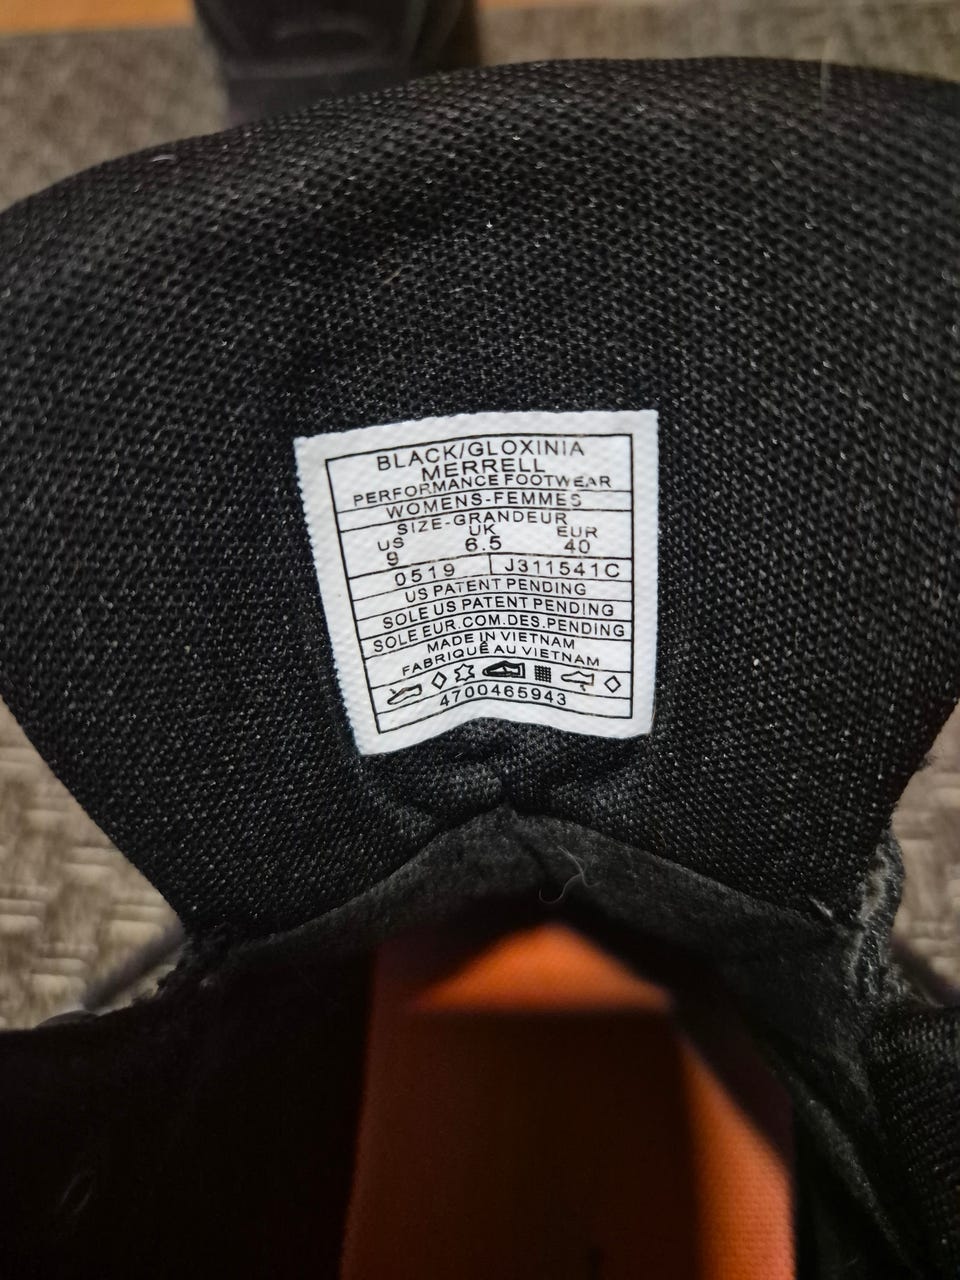 BLACK/GLOXINIA
MERRELL
PERFORMANCE FOOTWEAR
WOMENS-FEMMES
SIZE-GRANDEUR
US UK EUR
9 6.5 40
0519 J311541C
US PATENT PENDING
SOLE US PATENT PENDING
SOLE EUR.COM.DES.PENDING
MADE IN VIETNAM
FABRIQUÉ AU VIETNAM
4700465943